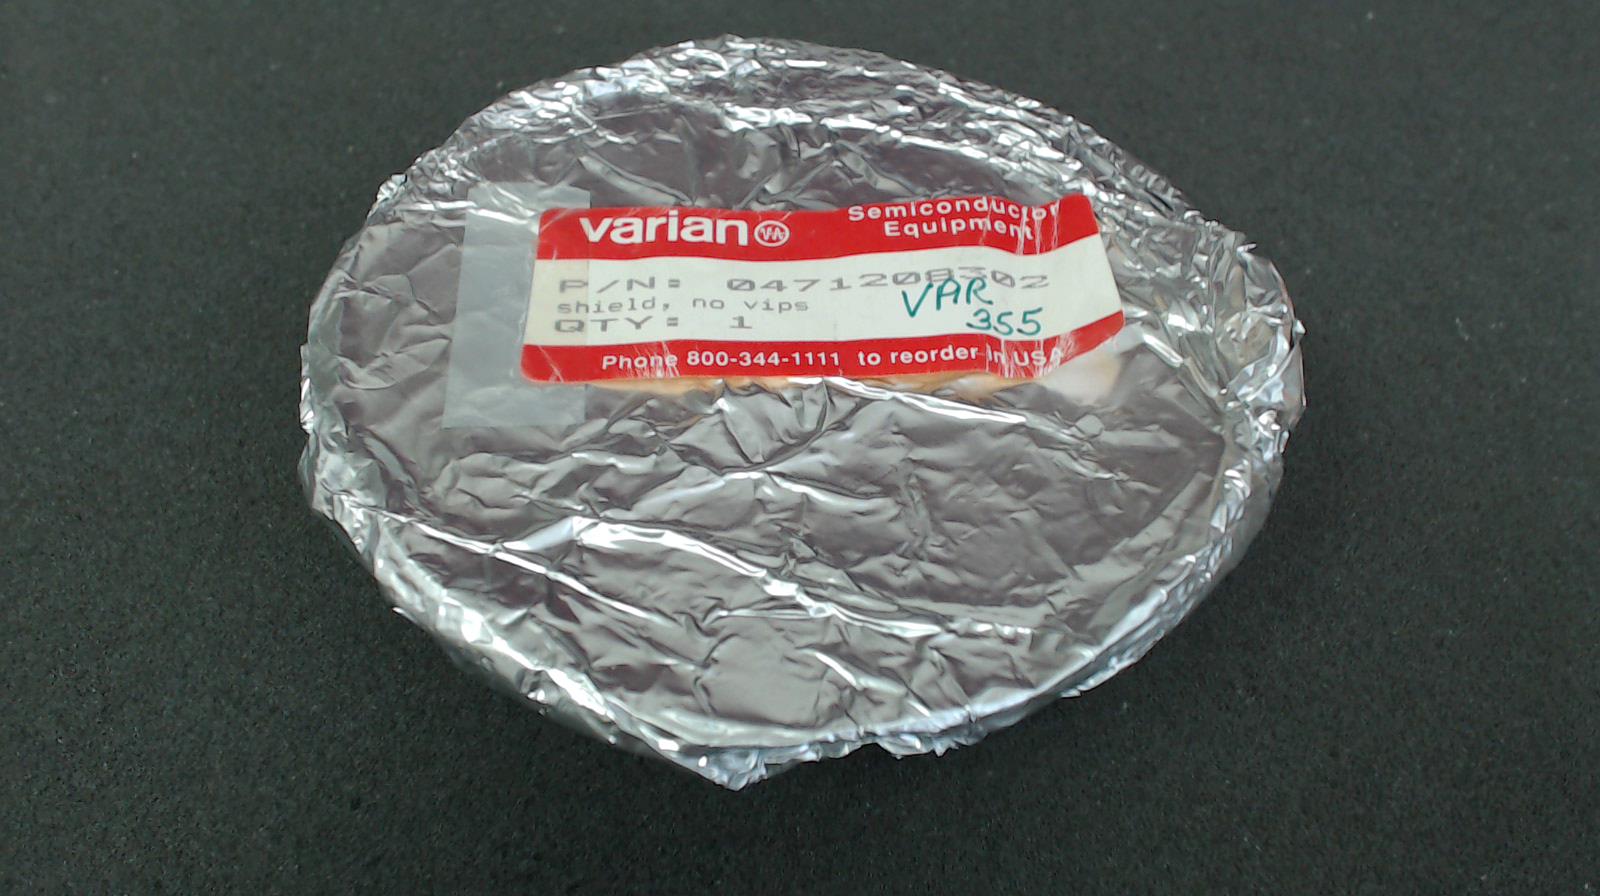 varian
Semiconductor
Equipment
P/N: 0471208302
shield, no vips
QTY: 1
VAR
355
Phone 800-344-1111 to reorder in USA